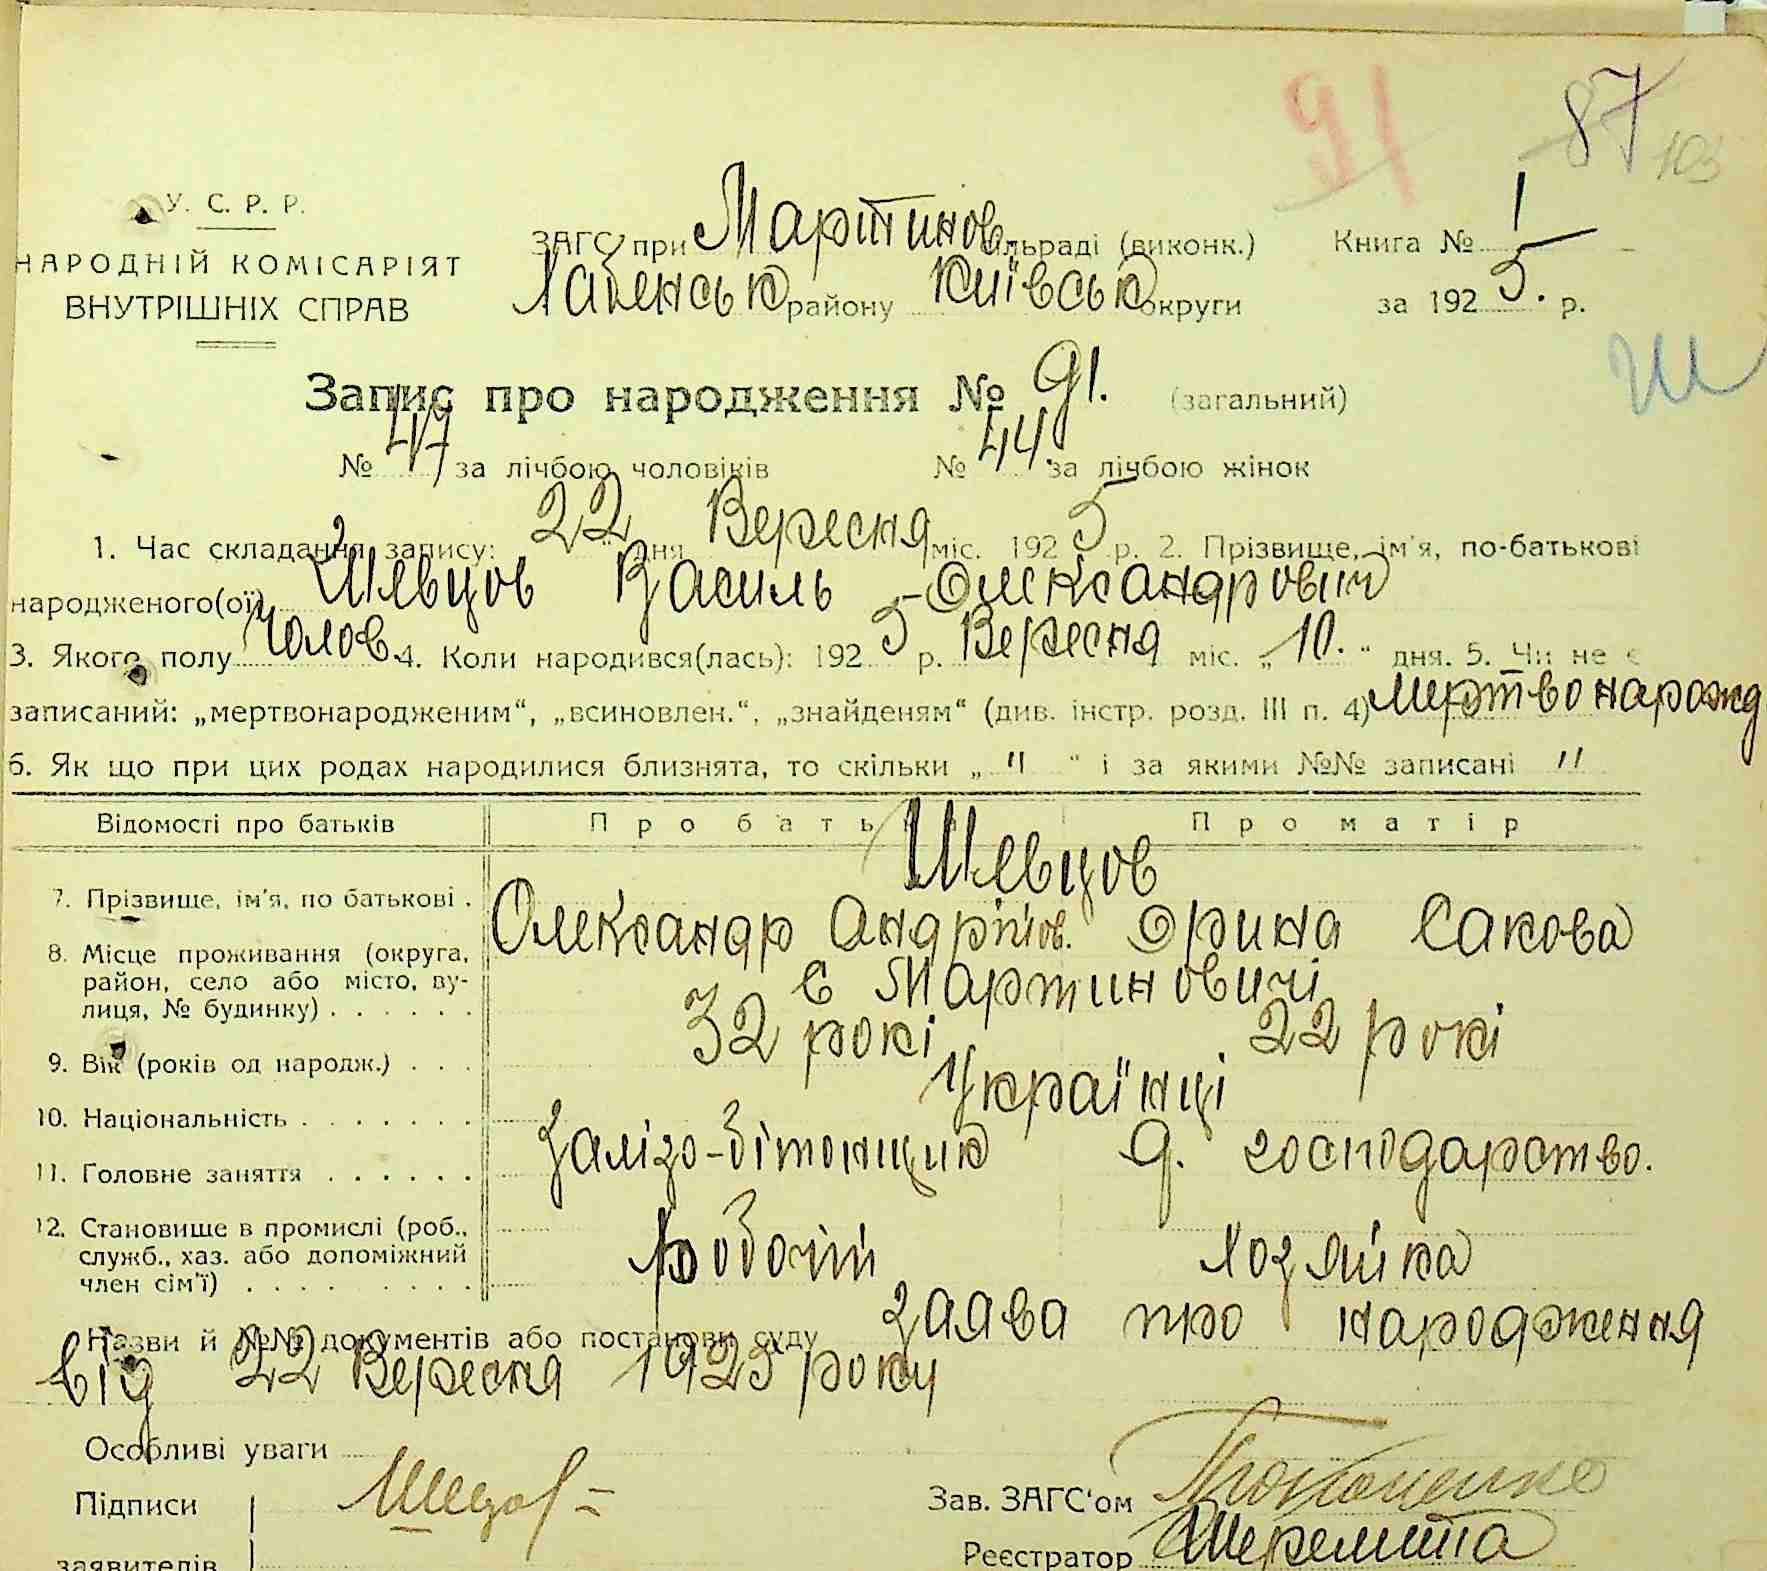 91 87 103
У. С. Р. Р.
НАРОДНІЙ КОМІСАРІЯТ
ВНУТРІШНІХ СПРАВ
ЗАГС при Мартинов ільраді (виконк.) Книга № 1
Хабенськ району Київськ округи за 1925. р.
Ш
Запис про народження № 91. (загальний)
№ 47 за лічбою чоловіків № 44. за лічбою жінок
1. Час складання запису: 22 дня Вересня міс. 1925 р. 2. Прізвище, ім'я, по-батькові
народженого(ої) Шевцов Василь Олександровіч
3. Якого полу Чолов. 4. Коли народився(лась): 1925 р. Вересня міс. „10.“ дня. 5. Чи не є
записаний: „мертвонародженим“, „всиновлен.“, „знайденям“ (див. інстр. розд. III п. 4) мертвонарожд
6. Як що при цих родах народилися близнята, то скільки „ " “ і за якими №№ записані "
Відомості про батьків Про батька Про матір
Шевцов
7. Прізвище, ім'я, по батькові . Олександр Андрійов. Орина Сакова
8. Місце проживання (округа, район, село або місто, вулиця, № будинку) . . . . . . с Мартиновичі
9. Вік (років од народж.) . . . 32 рокі 22 рокі
10. Національність . . . . . . . Українці
11. Головне заняття . . . . . . Залізо-бітонщик д. господарство.
12. Становище в промислі (роб., служб., хаз. або допоміжний член сім'ї) . . . . . . . . . робочій хозяйка
Назви й №№ документів або постанови суду заява про народження
від 22 Вересня 1925 року
Особливі уваги
Підписи Зав. ЗАГС'ом
заявителів Реєстратор Шеремета